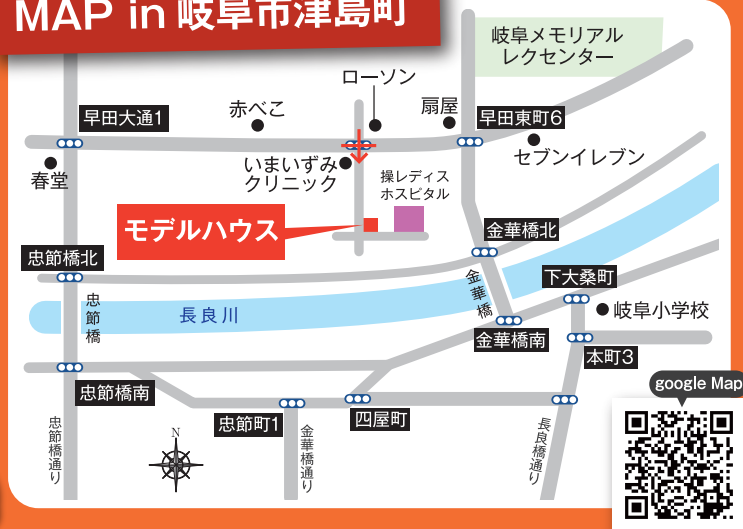 MAP in 岐阜市津島町
岐阜メモリアル
レクセンター
ローソン
赤べこ
扇屋
早田大通1
早田東町6
セブンイレブン
いまいずみ
クリニック
春堂
操レディス
ホスピタル
モデルハウス
金華橋北
忠節橋北
下大桑町
金華橋
忠節橋
長良川
岐阜小学校
金華橋南
本町3
忠節橋南
google Map
忠節町1
四屋町
忠節橋通り
N
金華橋通り
長良橋通り